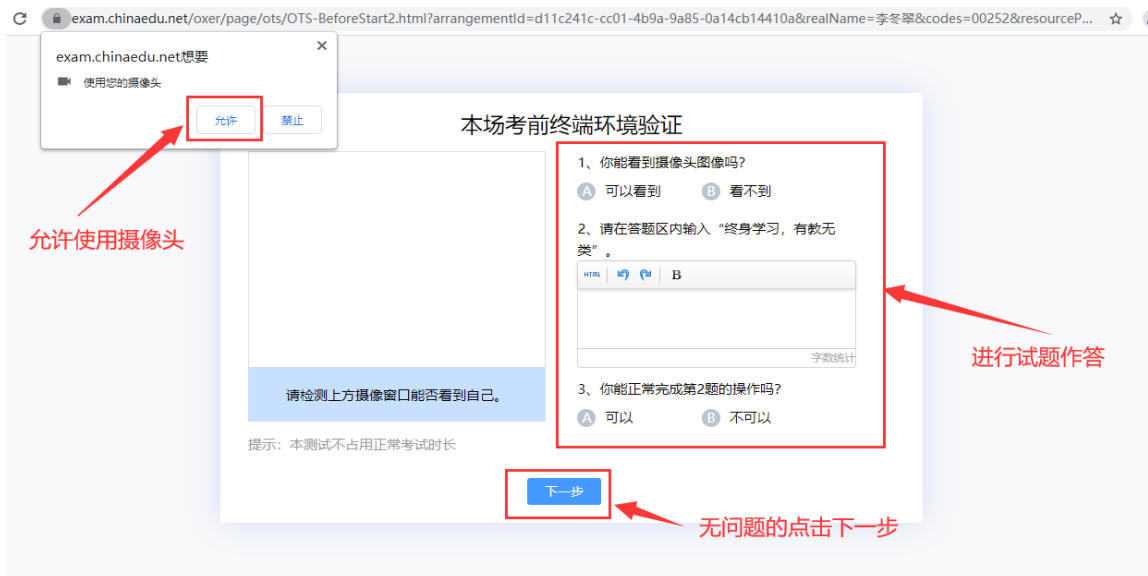 exam.chinaedu.net/oxer/page/ots/OTS-BeforeStart2.html?arrangementId=d11c241c-cc01-4b9a-9a85-0a14cb14410a&realName=李冬翠&codes=00252&resourceP...
exam.chinaedu.net想要
使用您的摄像头
允许
禁止
允许使用摄像头
本场考前终端环境验证
请检测上方摄像窗口能否看到自己。
提示：本测试不占用正常考试时长
1、你能看到摄像头图像吗?
A 可以看到 B 看不到
2、请在答题区内输入“终身学习，有教无
类”。
HTML B
字数统计
3、你能正常完成第2题的操作吗?
A 可以 B 不可以
进行试题作答
下一步
无问题的点击下一步